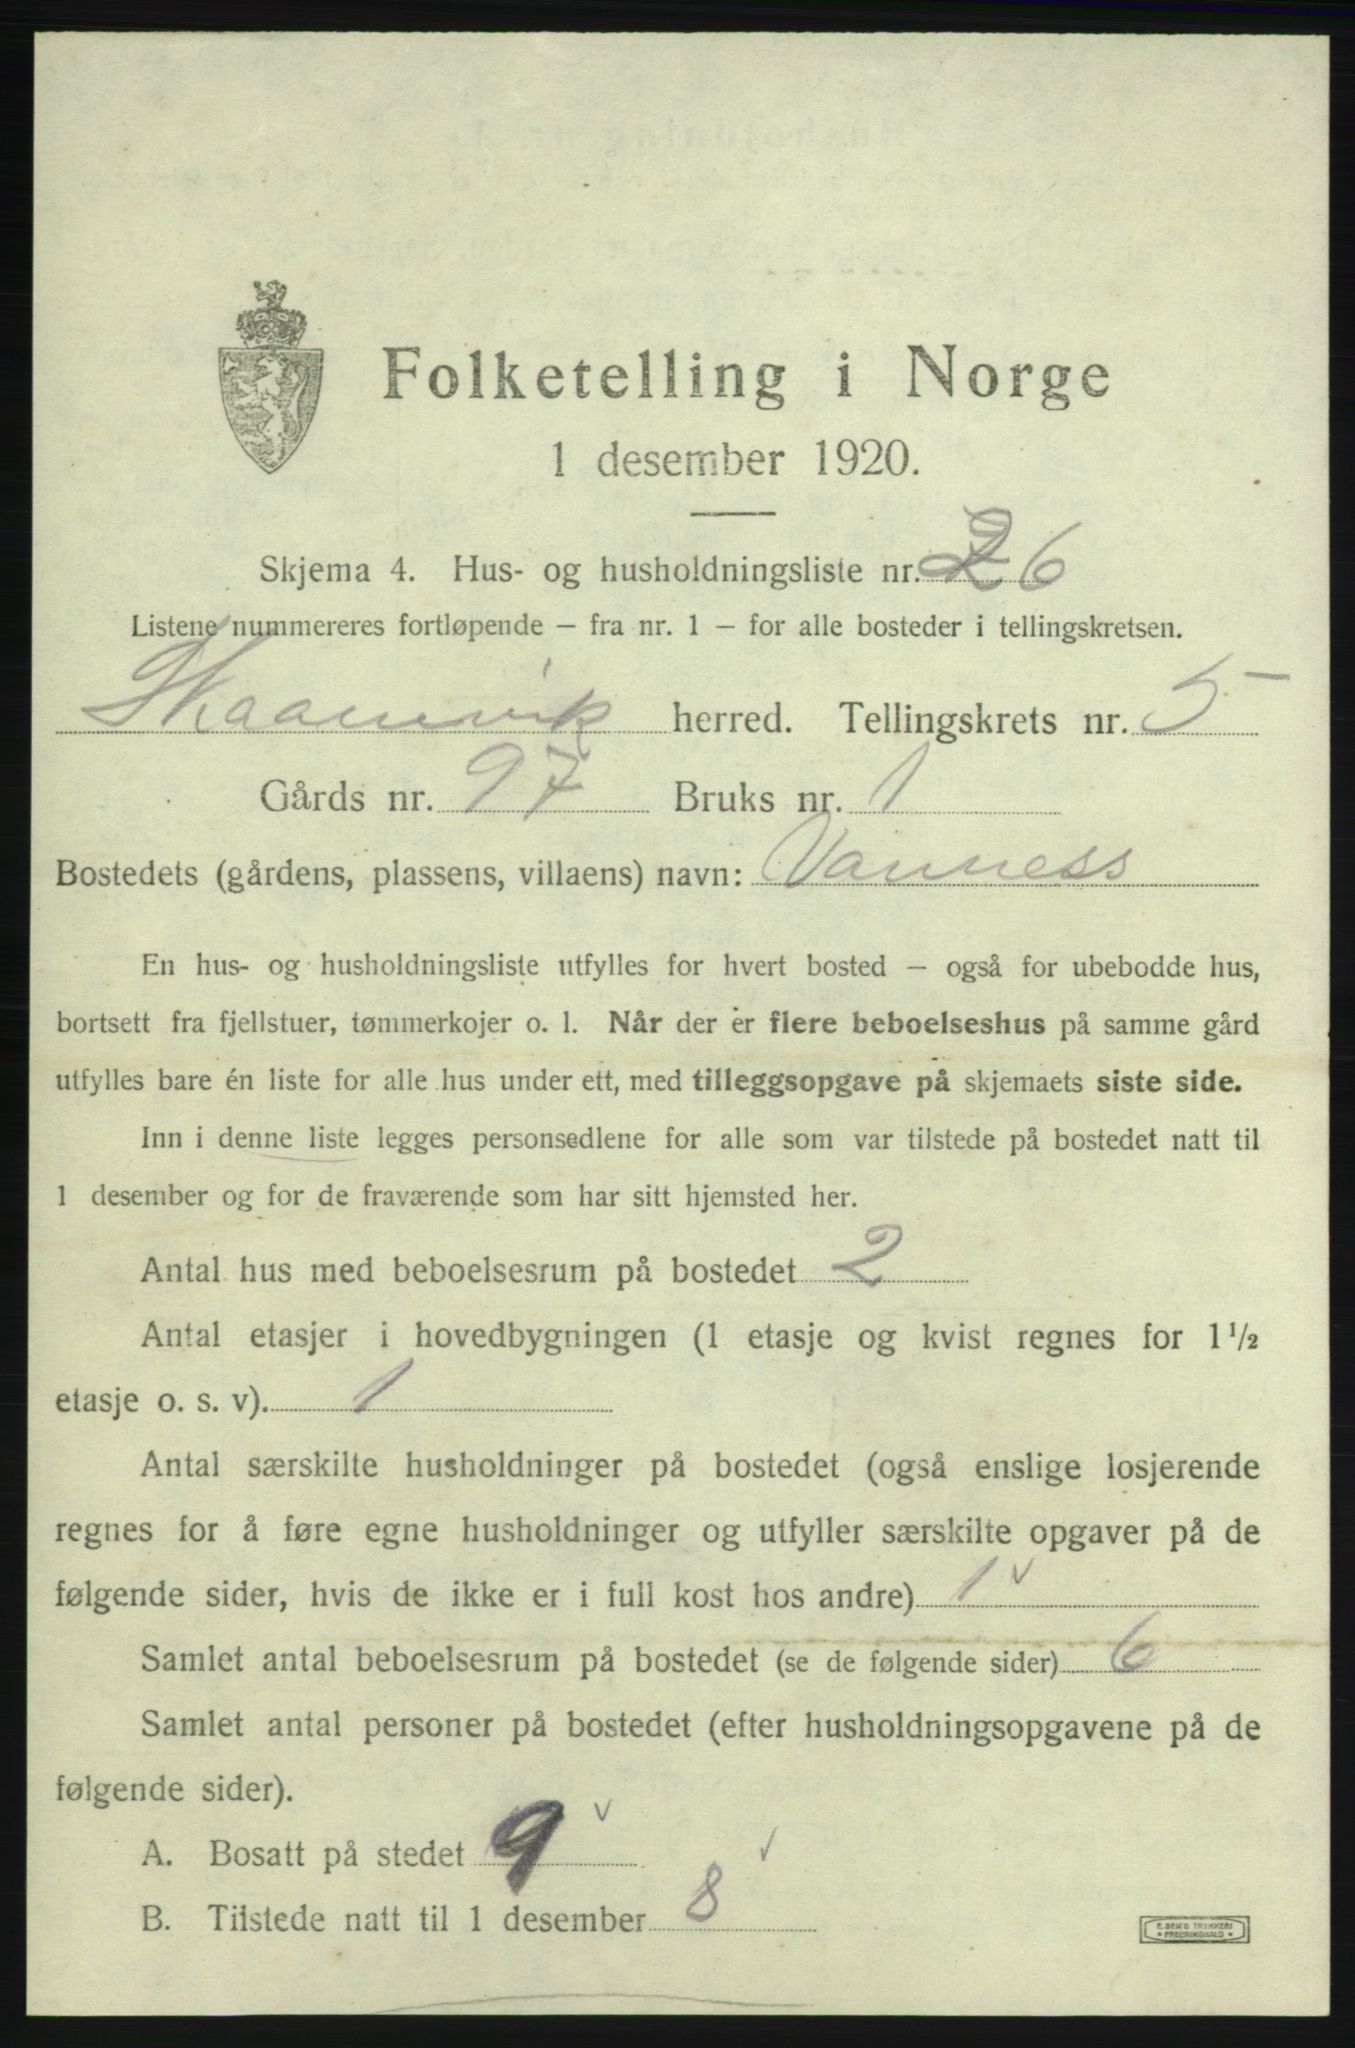 Folketelling i Norge
1 desember 1920.
Skjema 4. Hus- og husholdningsliste nr. 26
Listene nummereres fortløpende – fra nr. 1 – for alle bosteder i tellingskretsen.
Skaanevik herred. Tellingskrets nr. 5
Gårds nr. 97 Bruks nr. 1
Bostedets (gårdens, plassens, villaens) navn: Vanness
En hus- og husholdningsliste utfylles for hvert bosted – også for ubebodde hus,
bortsett fra fjellstuer, tømmerkojer o. l. Når der er flere beboelseshus på samme gård
utfylles bare én liste for alle hus under ett, med tilleggsopgave på skjemaets siste side.
Inn i denne liste legges personsedlene for alle som var tilstede på bostedet natt til
1 desember og for de fraværende som har sitt hjemsted her.
Antal hus med beboelsesrum på bostedet 2
Antal etasjer i hovedbygningen (1 etasje og kvist regnes for 1 1/2
etasje o. s. v). 1
Antal særskilte husholdninger på bostedet (også enslige losjerende
regnes for å føre egne husholdninger og utfyller særskilte opgaver på de
følgende sider, hvis de ikke er i full kost hos andre) 1 v
Samlet antal beboelsesrum på bostedet (se de følgende sider) 6
Samlet antal personer på bostedet (efter husholdningsopgavene på de
følgende sider).
A. Bosatt på stedet 9 v
B. Tilstede natt til 1 desember 8 v
E. SEM'S TRYKKERI
FREDRIKSHALD